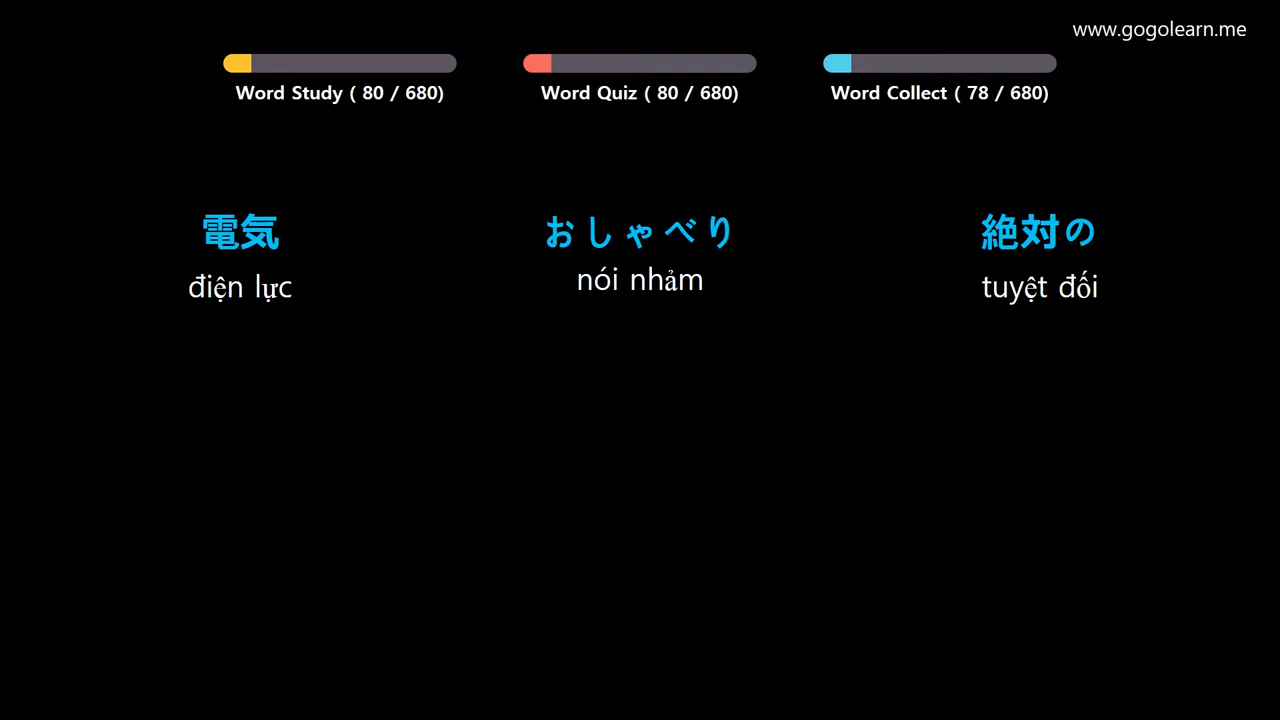 www.gogolearn.me
Word Study ( 80 / 680)
Word Quiz ( 80 / 680)
Word Collect ( 78 / 680)
電気
điện lực
おしゃべり
nói nhảm
絶対の
tuyệt đối